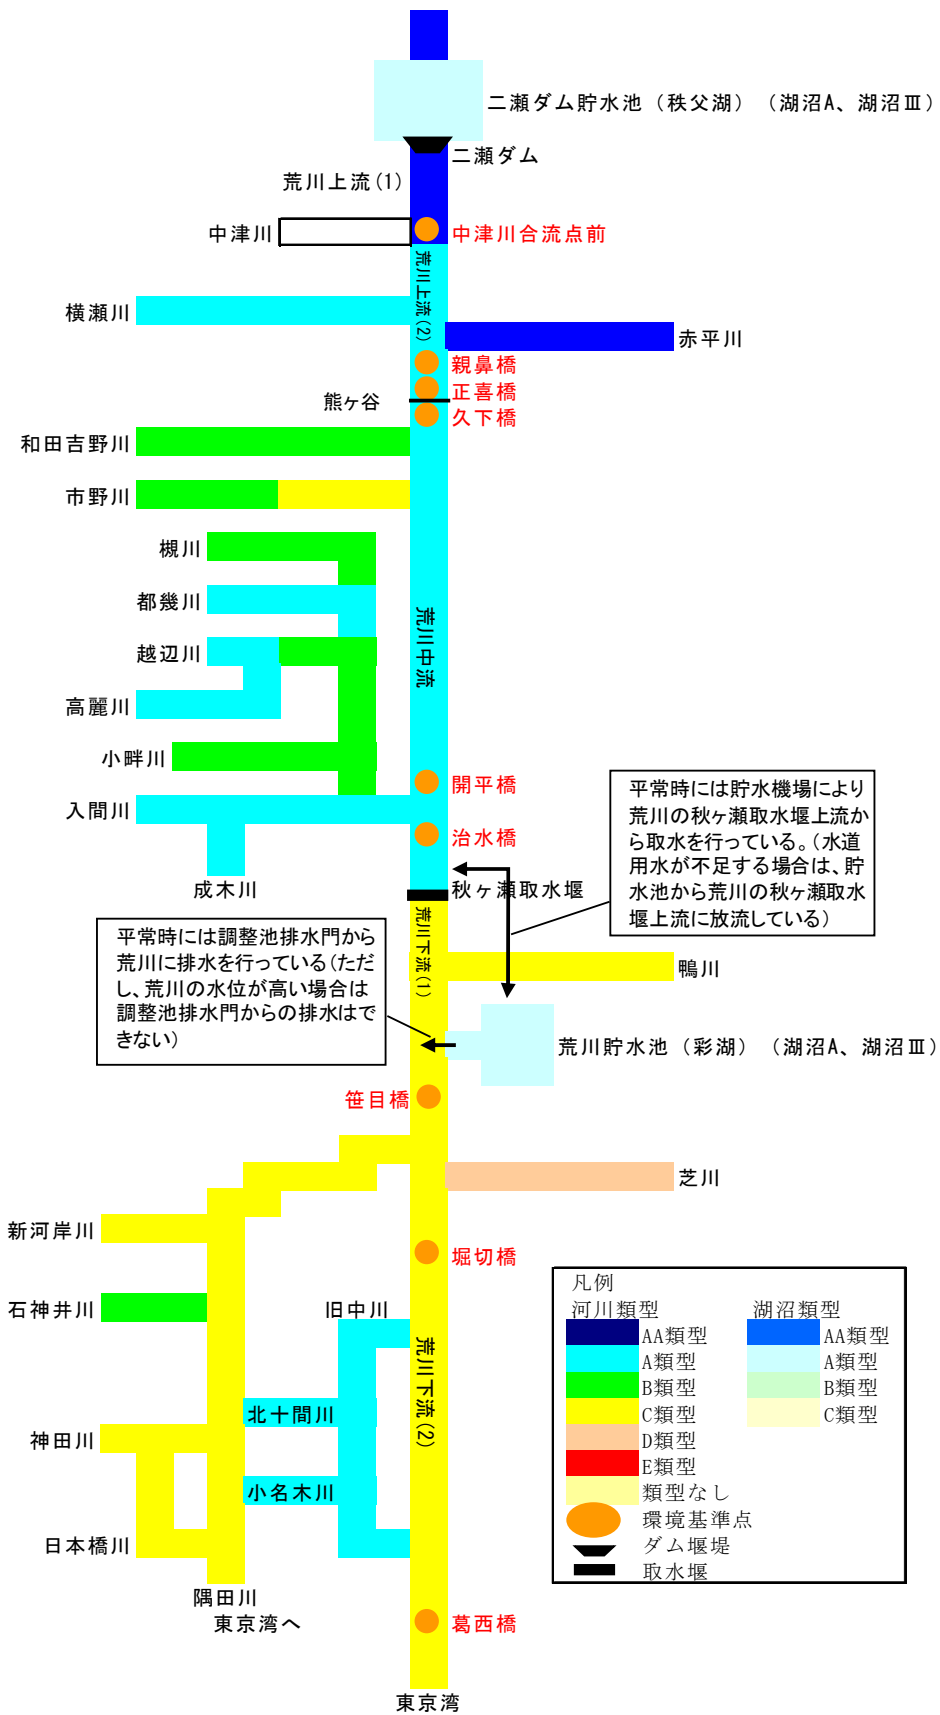 二瀬ダム貯水池（秩父湖）（湖沼A、湖沼Ⅲ）
二瀬ダム
荒川上流(1)
中津川
中津川合流点前
荒川上流(2)
横瀬川
赤平川
親鼻橋
正喜橋
熊ヶ谷
久下橋
和田吉野川
市野川
槻川
都幾川
荒川中流
越辺川
高麗川
小畔川
開平橋
入間川
治水橋
成木川
秋ヶ瀬取水堰
平常時には貯水機場により
荒川の秋ヶ瀬取水堰上流か
ら取水を行っている。（水道
用水が不足する場合は、貯
水池から荒川の秋ヶ瀬取水
堰上流に放流している）
荒川下流(1)
平常時には調整池排水門から
荒川に排水を行っている（ただ
し、荒川の水位が高い場合は
調整池排水門からの排水はで
きない）
鴨川
荒川貯水池（彩湖）（湖沼A、湖沼Ⅲ）
笹目橋
芝川
新河岸川
堀切橋
石神井川
旧中川
荒川下流(2)
北十間川
神田川
小名木川
日本橋川
隅田川
東京湾へ
葛西橋
東京湾
凡例
河川類型
湖沼類型
AA類型
AA類型
A類型
A類型
B類型
B類型
C類型
C類型
D類型
E類型
類型なし
環境基準点
ダム堰堤
取水堰